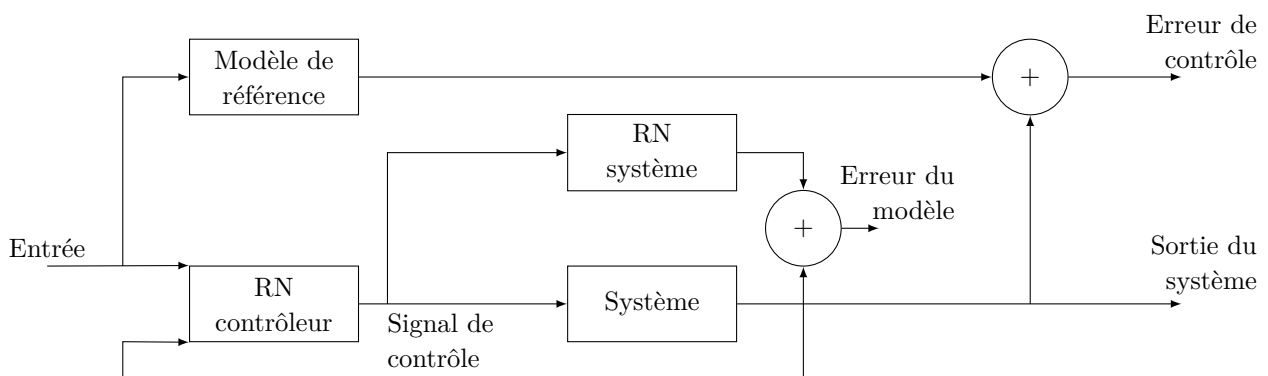 Erreur de
contrôle
Modèle de
référence
+
RN
système
Erreur du
modèle
+
Entrée
Sortie du
système
RN
contrôleur
Système
Signal de
contrôle